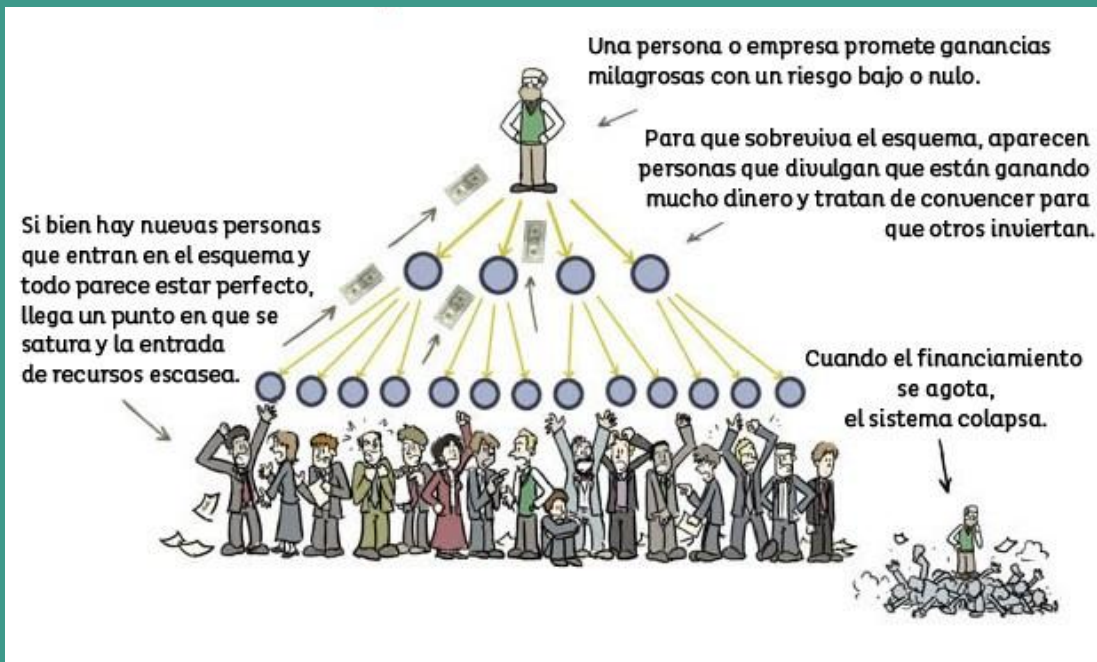 Una persona o empresa promete ganancias
milagrosas con un riesgo bajo o nulo.
Para que sobreviva el esquema, aparecen
personas que divulgan que están ganando
mucho dinero y tratan de convencer para
que otros inviertan.
Si bien hay nuevas personas
que entran en el esquema y
todo parece estar perfecto,
llega un punto en que se
satura y la entrada
de recursos escasea.
Cuando el financiamiento
se agota,
el sistema colapsa.